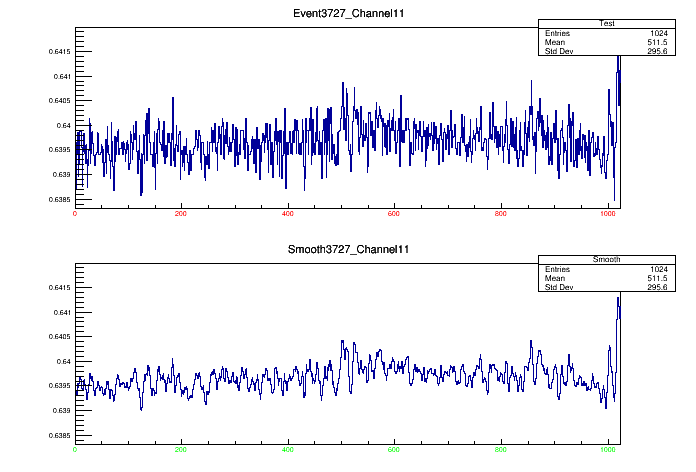 Event3727_Channel11
Test
Entries 1024
Mean 511.5
Std Dev 295.6
0.6415
0.641
0.6405
0.64
0.6395
0.639
0.6385
0 200 400 600 800 1000
Smooth3727_Channel11
Smooth
Entries 1024
Mean 511.5
Std Dev 295.6
0.6415
0.641
0.6405
0.64
0.6395
0.639
0.6385
0 200 400 600 800 1000